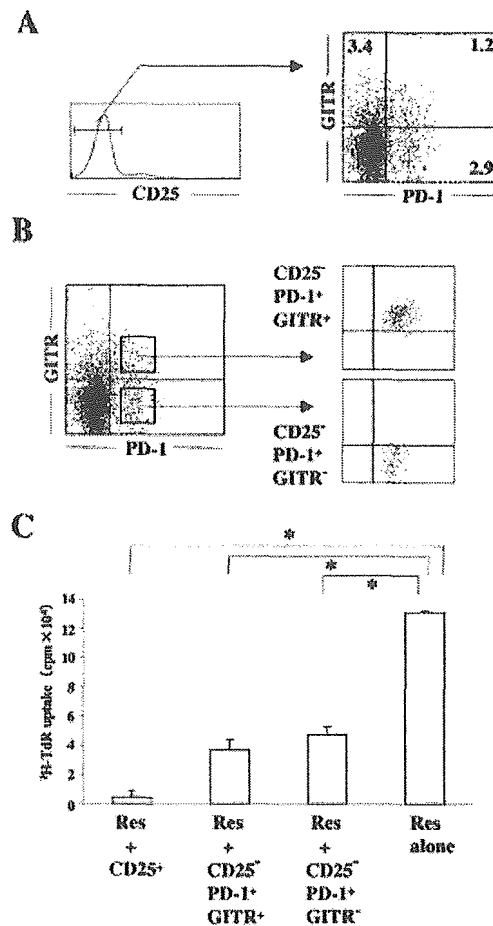 A
3.4
1.2
GITR
2.9
CD25
PD-1
B
GITR
PD-1
CD25⁻
PD-1⁺
GITR⁺
CD25⁻
PD-1⁺
GITR⁻
C
*
*
*
³H-TdR uptake (cpm×10⁴)
14
12
10
8
6
4
2
0
Res
+
CD25⁺
Res
+
CD25⁻
PD-1⁺
GITR⁺
Res
+
CD25⁻
PD-1⁺
GITR⁻
Res
alone